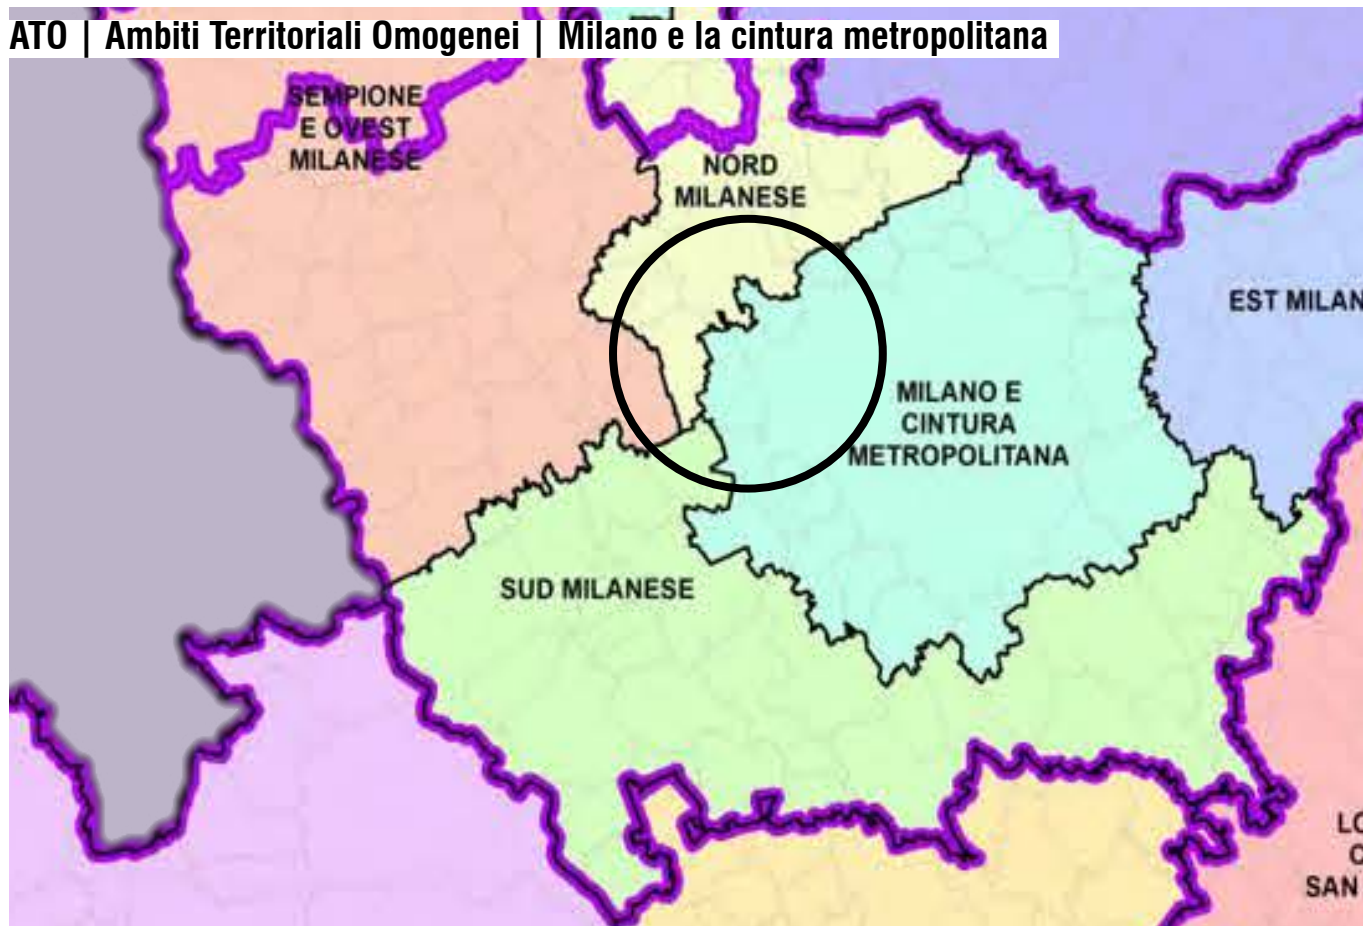 ATO | Ambiti Territoriali Omogenei | Milano e la cintura metropolitana
SEMPIONE
E OVEST
MILANESE
NORD
MILANESE
EST MILAN
MILANO E
CINTURA
METROPOLITANA
SUD MILANESE
LO
C
SAN